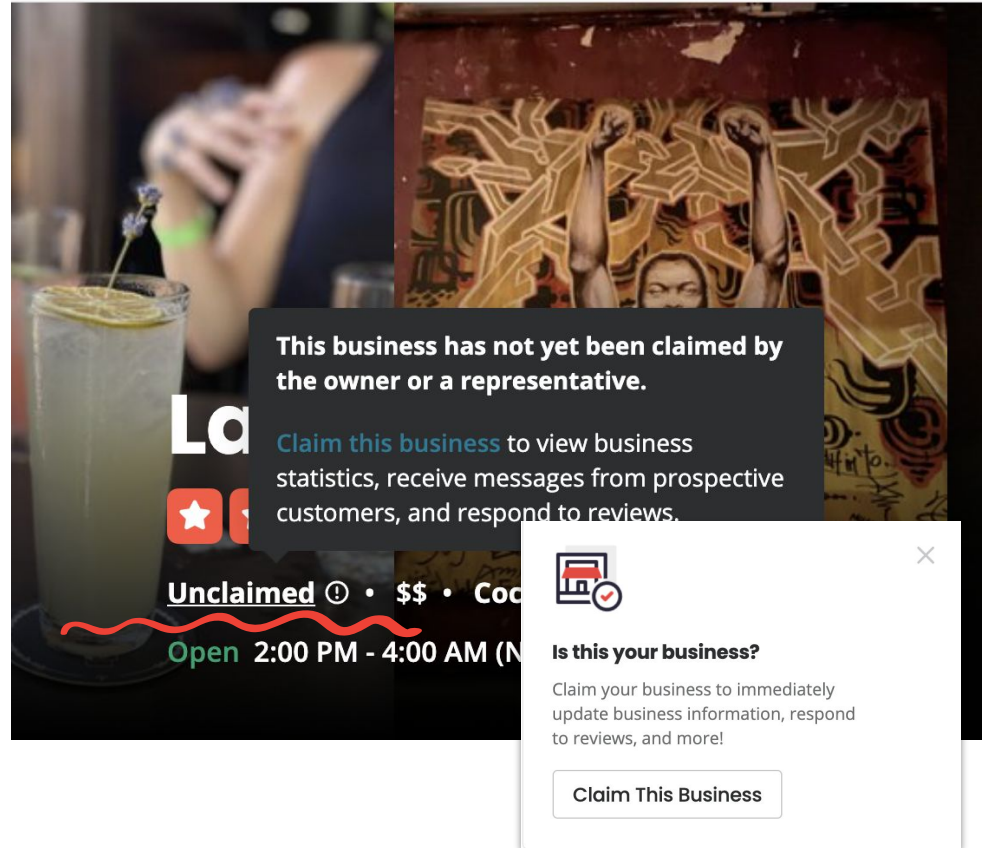 This business has not yet been claimed by
the owner or a representative.
La
Claim this business to view business
statistics, receive messages from prospective
customers, and respond to reviews.
Unclaimed • $$ • Coc
Open 2:00 PM - 4:00 AM (N
Is this your business?
Claim your business to immediately
update business information, respond
to reviews, and more!
Claim This Business